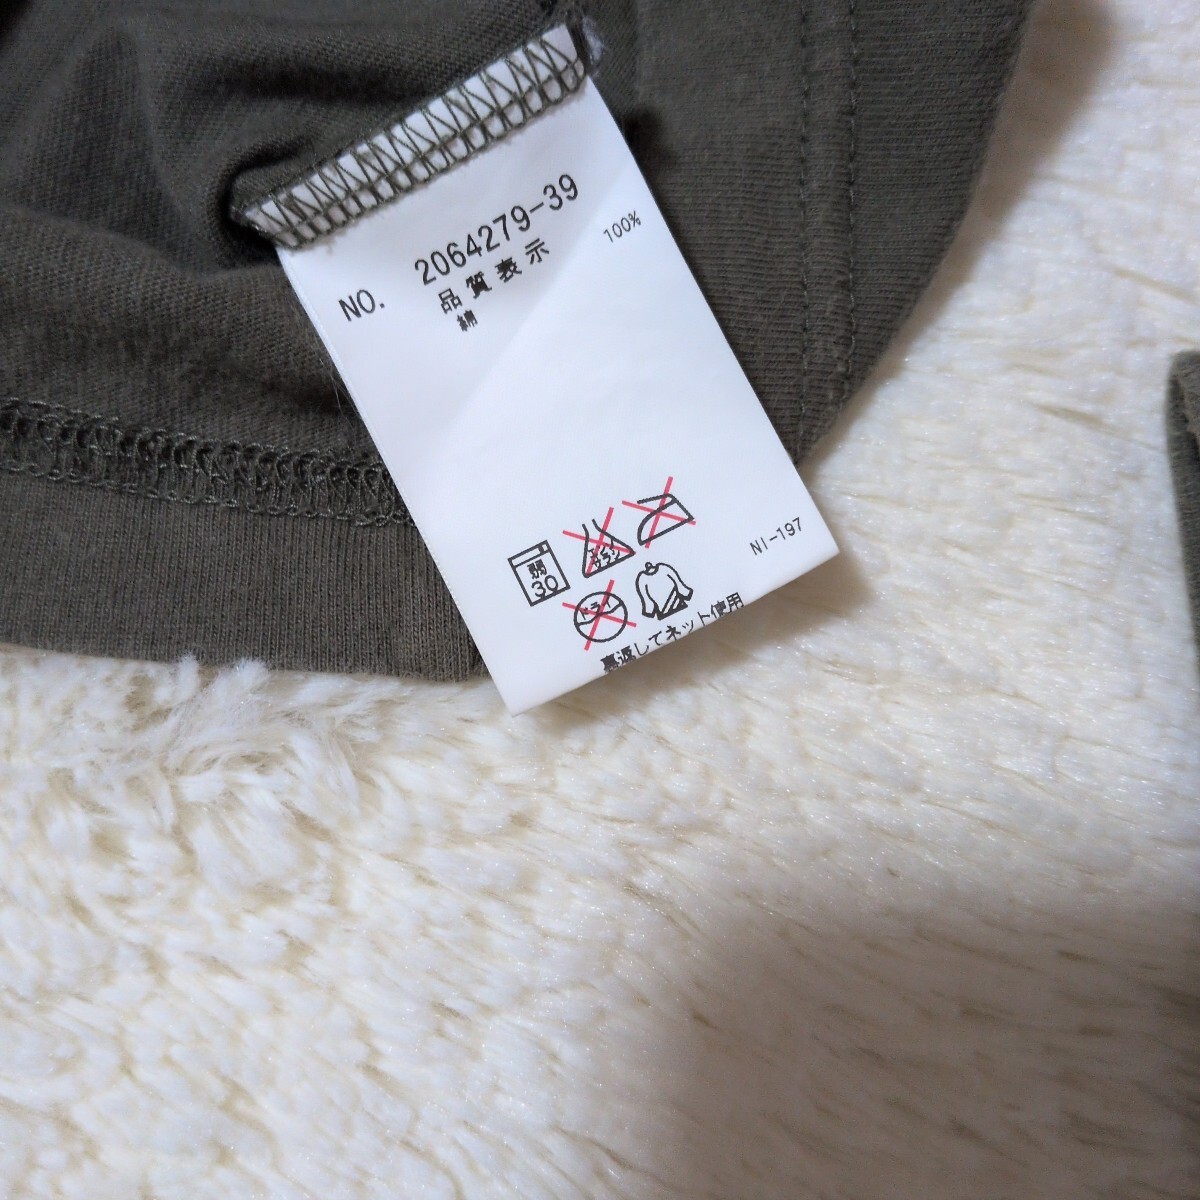 NO. 2064279-39
品質表示
綿 100%
弱
30
エンソ
サラシ
ドライ
裏返してネット使用
NI-197